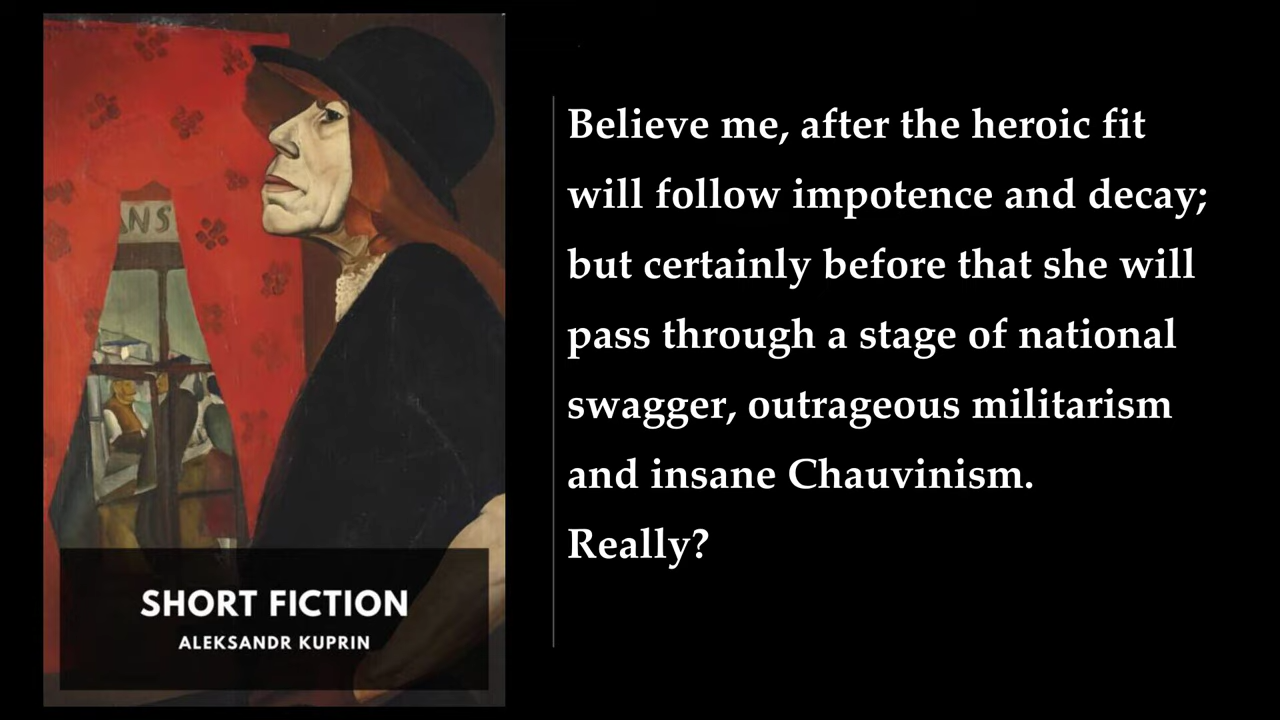 ANS
SHORT FICTION
ALEKSANDR KUPRIN
Believe me, after the heroic fit
will follow impotence and decay;
but certainly before that she will
pass through a stage of national
swagger, outrageous militarism
and insane Chauvinism.
Really?